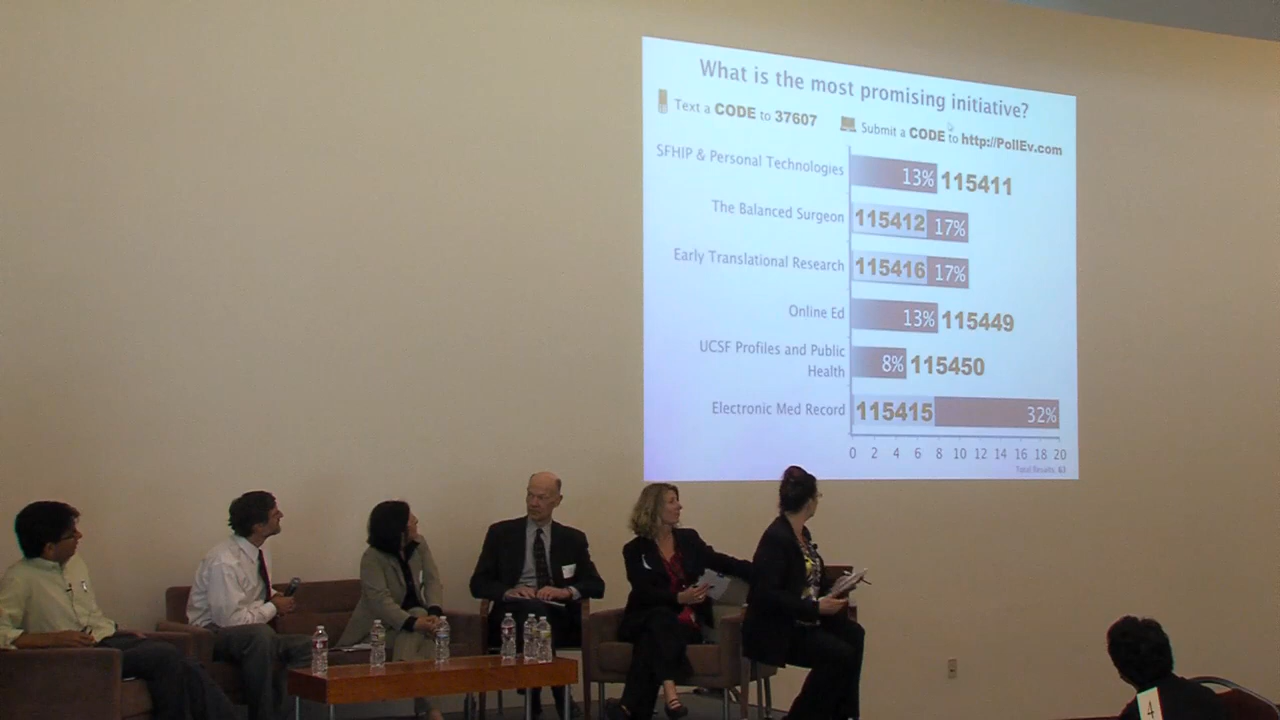 What is the most promising initiative?
Text a CODE to 37607
Submit a CODE to http://PollEv.com
SFHIP & Personal Technologies
13% 115411
The Balanced Surgeon
115412 17%
Early Translational Research
115416 17%
Online Ed
13% 115449
UCSF Profiles and Public
Health
8% 115450
Electronic Med Record
115415 32%
0 2 4 6 8 10 12 14 16 18 20
Total Results: 63
4